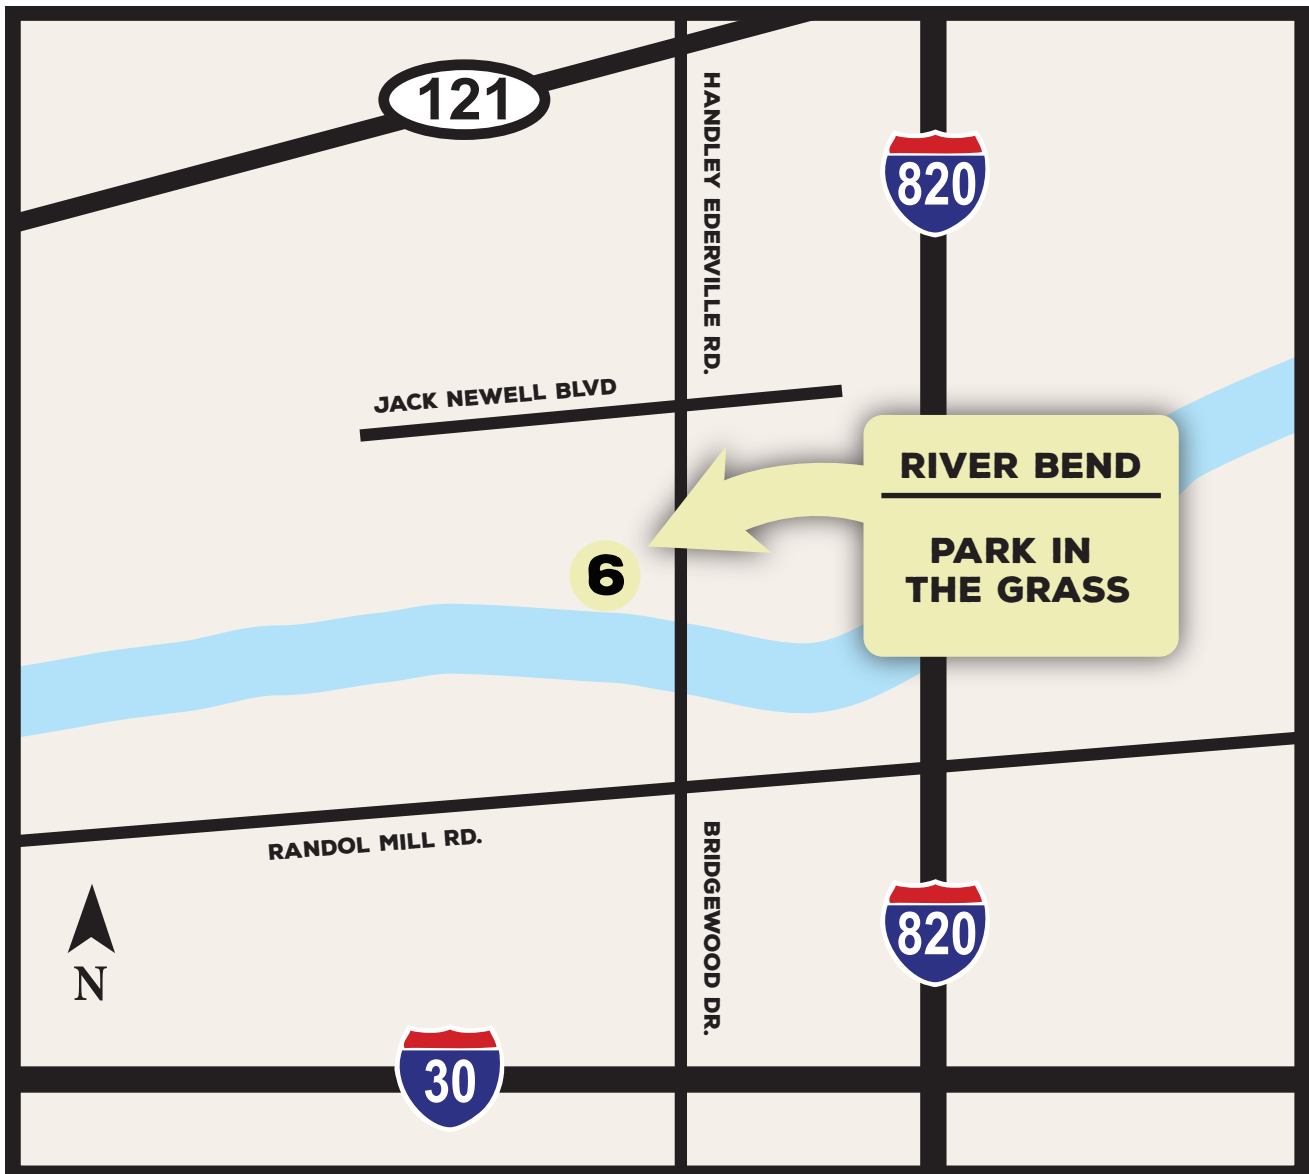 121
HANDLEY EDERVILLE RD.
820
JACK NEWELL BLVD
RIVER BEND
PARK IN
THE GRASS
6
RANDOL MILL RD.
BRIDGEWOOD DR.
820
N
30